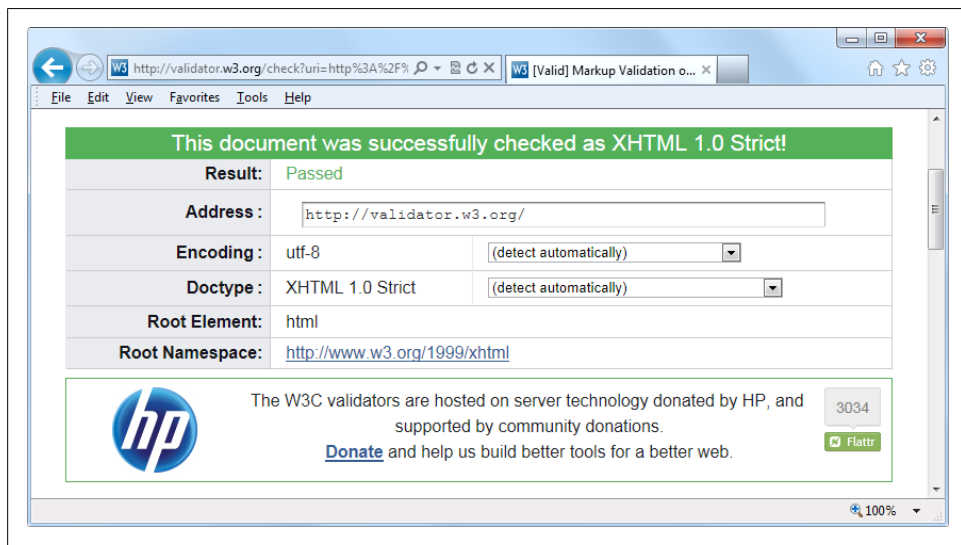 W3 http://validator.w3.org/check?uri=http%3A%2F% W3 [Valid] Markup Validation o... ×
File Edit View Favorites Tools Help
This document was successfully checked as XHTML 1.0 Strict!
Result: Passed
Address : http://validator.w3.org/
Encoding : utf-8 (detect automatically)
Doctype : XHTML 1.0 Strict (detect automatically)
Root Element: html
Root Namespace: http://www.w3.org/1999/xhtml
hp
The W3C validators are hosted on server technology donated by HP, and
supported by community donations.
Donate and help us build better tools for a better web.
3034
Flattr
100%